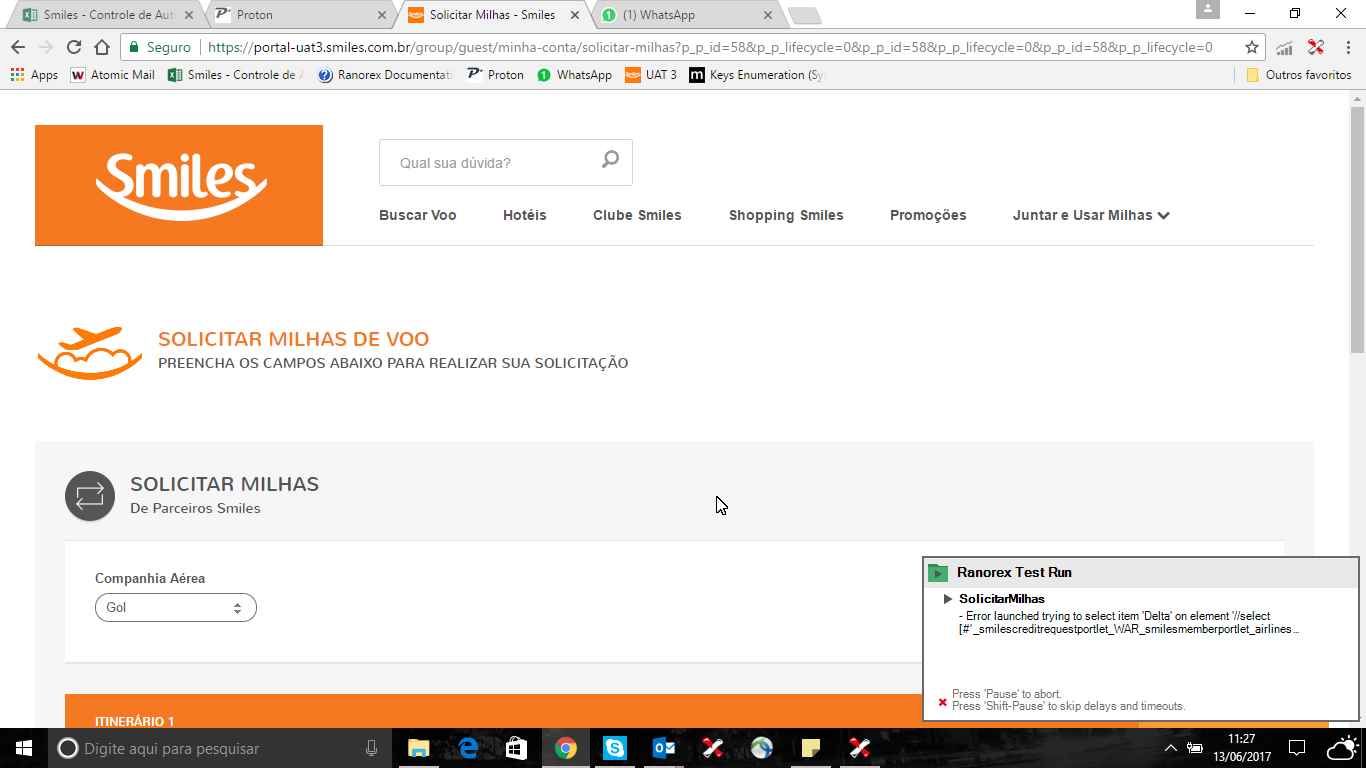 Smiles - Controle de Aut
Proton
Solicitar Milhas - Smiles
(1) WhatsApp
Seguro
https://portal-uat3.smiles.com.br/group/guest/minha-conta/solicitar-milhas?p_p_id=58&p_p_lifecycle=0&p_p_id=58&p_p_lifecycle=0&p_p_id=58&p_p_lifecycle=0
Apps
Atomic Mail
Smiles - Controle de A
Ranorex Documentati
Proton
WhatsApp
UAT 3
Keys Enumeration (Sy
Outros favoritos
Smiles
Qual sua dúvida?
Buscar Voo
Hotéis
Clube Smiles
Shopping Smiles
Promoções
Juntar e Usar Milhas
SOLICITAR MILHAS DE VOO
PREENCHA OS CAMPOS ABAIXO PARA REALIZAR SUA SOLICITAÇÃO
SOLICITAR MILHAS
De Parceiros Smiles
Companhia Aérea
Gol
ITINERÁRIO 1
Ranorex Test Run
SolicitarMilhas
- Error launched trying to select item 'Delta' on element '//select
[#'_smilescreditrequestportlet_WAR_smilesmemberportlet_airlines...
Press 'Pause' to abort.
Press 'Shift-Pause' to skip delays and timeouts.
Digite aqui para pesquisar
11:27
13/06/2017